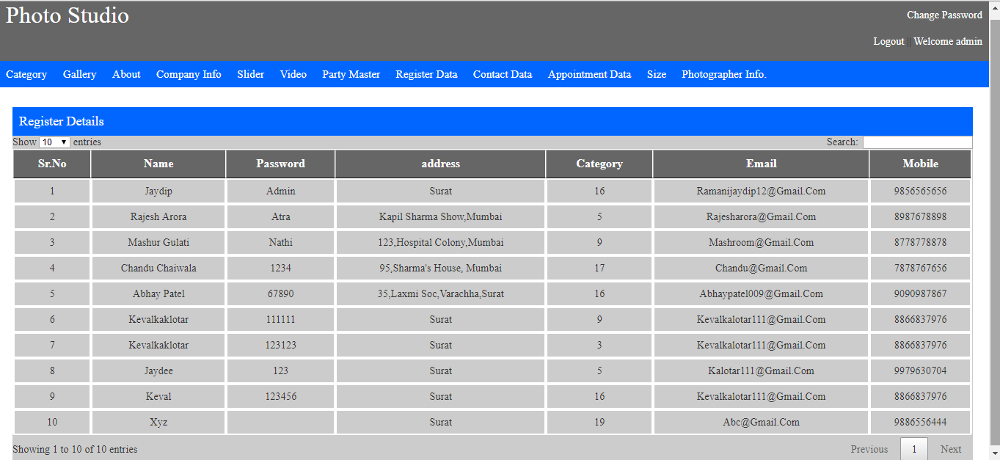 Photo Studio
Change Password
Logout || Welcome admin
Category Gallery About Company Info Slider Video Party Master Register Data Contact Data Appointment Data Size Photographer Info.
Register Details
Show 10 entries Search:
Sr.No Name Password address Category Email Mobile
1 Jaydip Admin Surat 16 Ramanijaydip12@Gmail.Com 9856565656
2 Rajesh Arora Atra Kapil Sharma Show,Mumbai 5 Rajesharora@Gmail.Com 8987678898
3 Mashur Gulati Nathi 123,Hospital Colony,Mumbai 9 Mashroom@Gmail.Com 8778778878
4 Chandu Chaiwala 1234 95,Sharma's House, Mumbai 17 Chandu@Gmail.Com 7878767656
5 Abhay Patel 67890 35,Laxmi Soc,Varachha,Surat 16 Abhaypatel009@Gmail.Com 9090987867
6 Kevalkaklotar 111111 Surat 9 Kevalkalotar111@Gmail.Com 8866837976
7 Kevalkaklotar 123123 Surat 3 Kevalkalotar111@Gmail.Com 8866837976
8 Jaydee 123 Surat 5 Kalotar111@Gmail.Com 9979630704
9 Keval 123456 Surat 16 Kevalkalotar111@Gmail.Com 8866837976
10 Xyz Surat 19 Abc@Gmail.Com 9886556444
Showing 1 to 10 of 10 entries Previous 1 Next